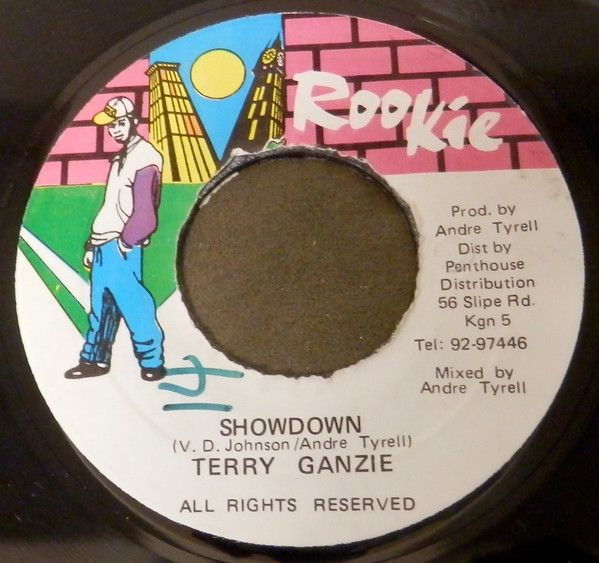 Rookie
Prod. by
Andre Tyrell
Dist by
Penthouse
Distribution
56 Slipe Rd.
Kgn 5
Tel: 92-97446
Mixed by
Andre Tyrell
14
SHOWDOWN
(V. D. Johnson/Andre Tyrell)
TERRY GANZIE
ALL RIGHTS RESERVED